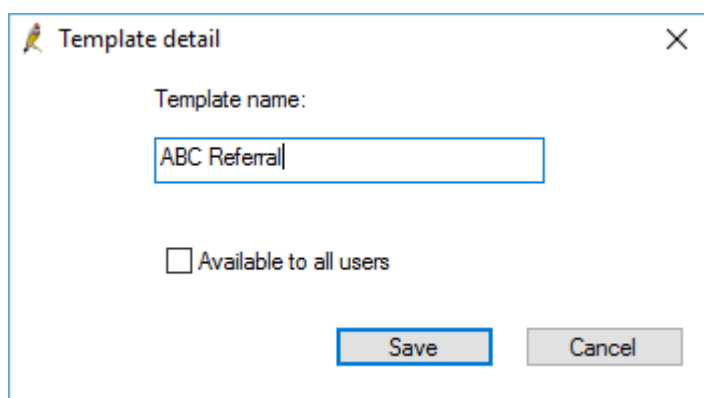 Template detail
Template name:
ABC Referral
Available to all users
Save
Cancel